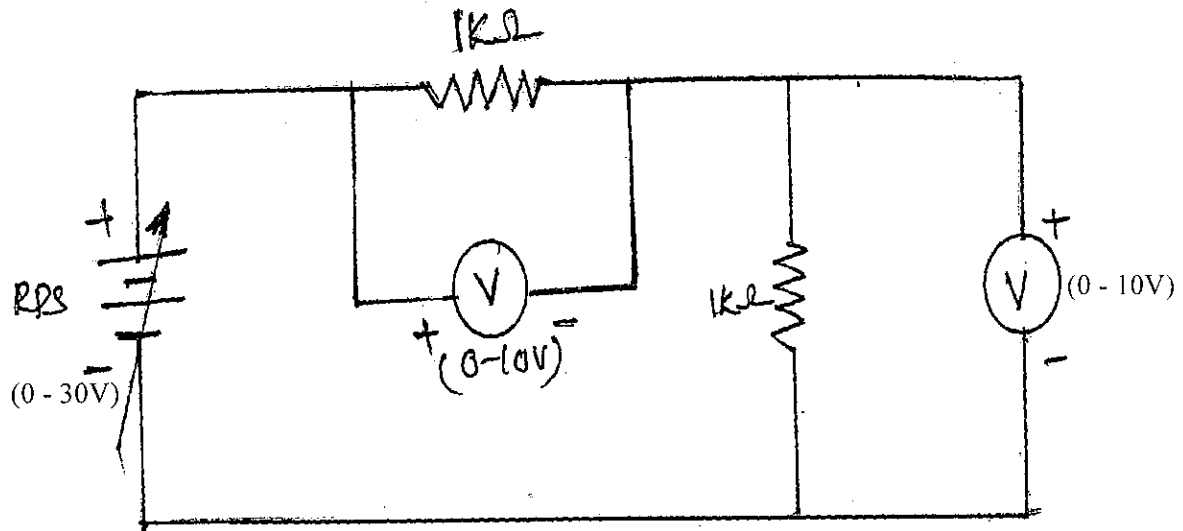 1KΩ
+
RPS
-
(0 - 30V)
V
+
-
(0-10V)
1KΩ
+
V
(0 - 10V)
-